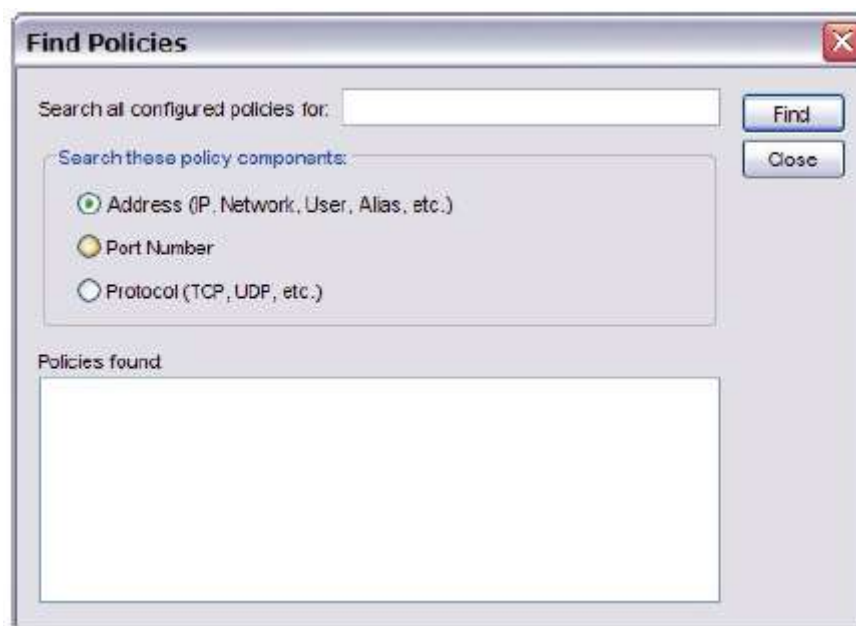 Find Policies
Search all configured policies for:
Find
Close
Search these policy components:
Address (IP, Network, User, Alias, etc.)
Port Number
Protocol (TCP, UDP, etc.)
Policies found